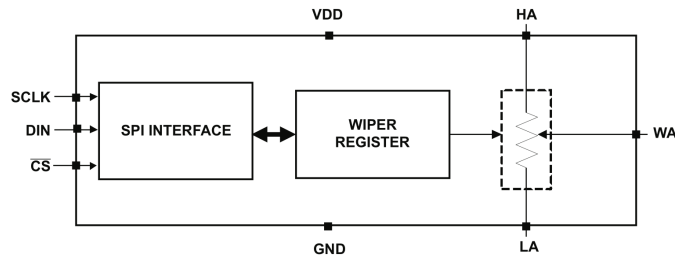 VDD
HA
SCLK
DIN
CS
SPI INTERFACE
WIPER
REGISTER
WA
GND
LA